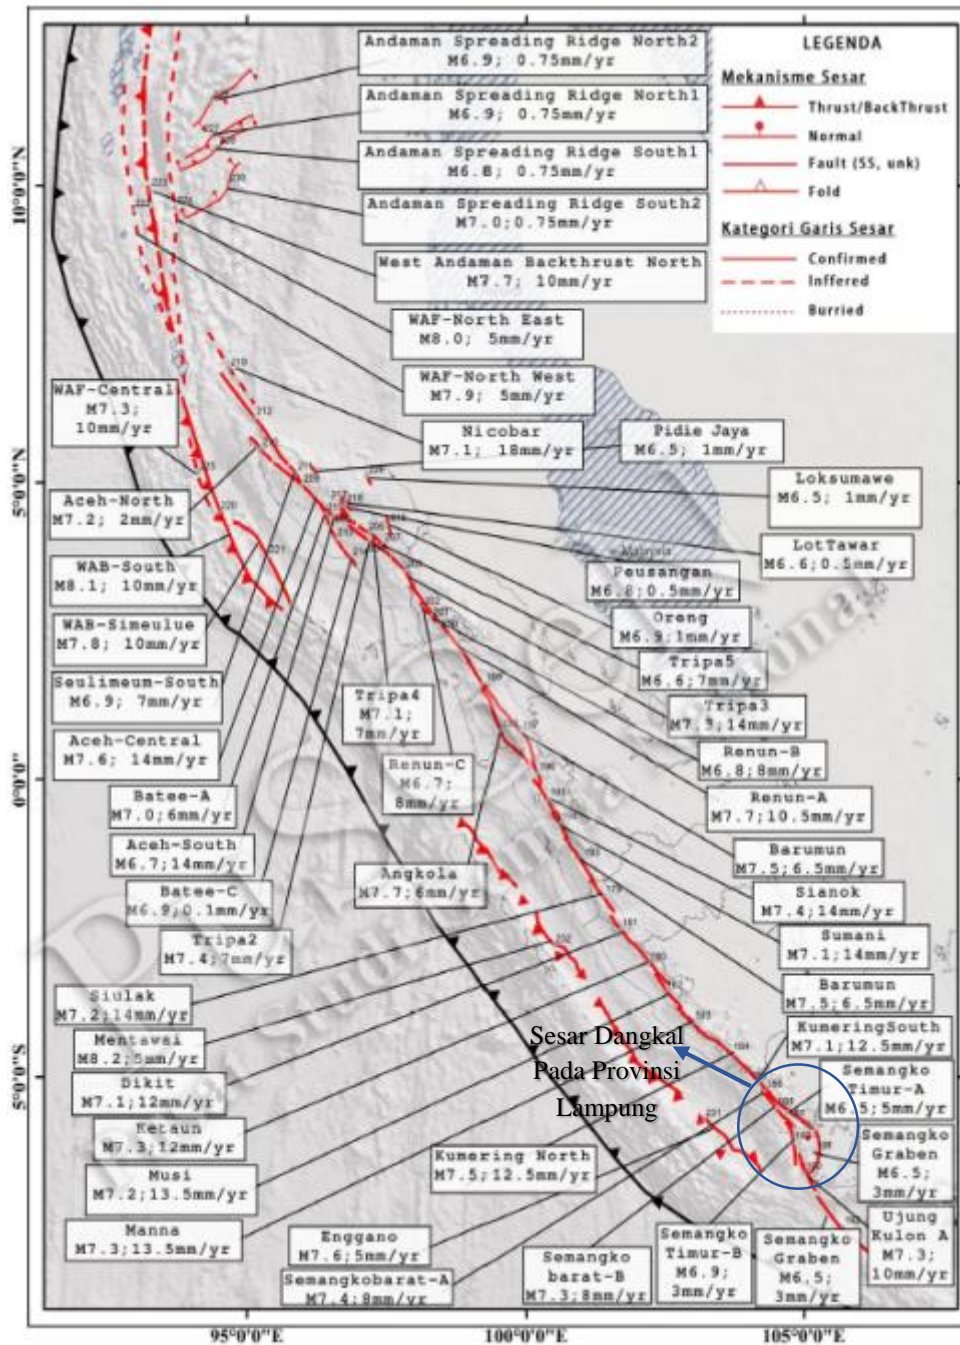 LEGENDA
Mekanisme Sesar
Thrust/BackThrust
Normal
Fault (SS, unk)
Fold
Kategori Garis Sesar
Confirmed
Inffered
Burried
Andaman Spreading Ridge North2
M6.9; 0.75mm/yr
Andaman Spreading Ridge North1
M6.9; 0.75mm/yr
Andaman Spreading Ridge South1
M6.8; 0.75mm/yr
Andaman Spreading Ridge South2
M7.0;0.75mm/yr
West Andaman Backthrust North
M7.7; 10mm/yr
WAF-North East
M8.0; 5mm/yr
WAF-North West
M7.9; 5mm/yr
WAF-Central
M7.3;
10mm/yr
Nicobar
M7.1; 18mm/yr
Pidie Jaya
M6.5; 1mm/yr
Loksumawe
M6.5; 1mm/yr
LotTawar
M6.6;0.5mm/yr
Malaysia
Peusangan
M6.8;0.5mm/yr
Oreng
M6.9;1mm/yr
Tripa5
M6.6;7mm/yr
Tripa3
M7.3;14mm/yr
Renun-B
M6.8;8mm/yr
Renun-A
M7.7;10.5mm/yr
Barumun
M7.5;6.5mm/yr
Sianok
M7.4;14mm/yr
Sumani
M7.1;14mm/yr
Barumun
M7.5;6.5mm/yr
Aceh-North
M7.2; 2mm/yr
WAB-South
M8.1; 10mm/yr
WAB-Simeulue
M7.8; 10mm/yr
Seulimeum-South
M6.9; 7mm/yr
Aceh-Central
M7.6; 14mm/yr
Batee-A
M7.0;6mm/yr
Aceh-South
M6.7;14mm/yr
Batee-C
M6.9;0.1mm/yr
Tripa2
M7.4;7mm/yr
Tripa4
M7.1;
7mm/yr
Renun-C
M6.7;
8mm/yr
Angkola
M7.7;6mm/yr
Siulak
M7.2;14mm/yr
Mentawai
M8.2;5mm/yr
Dikit
M7.1;12mm/yr
Ketaun
M7.3;12mm/yr
Musi
M7.2;13.5mm/yr
Manna
M7.3;13.5mm/yr
Sesar Dangkal
Pada Provinsi
Lampung
KumeringSouth
M7.1;12.5mm/yr
Semangko
Timur-A
M6.5;5mm/yr
Semangko
Graben
M6.5;
3mm/yr
Ujung
Kulon A
M7.3;
10mm/yr
Kumering North
M7.5;12.5mm/yr
Enggano
M7.6;5mm/yr
Semangkobarat-A
M7.4;8mm/yr
Semangko
barat-B
M7.3;8mm/yr
Semangko
Timur-B
M6.9;
3mm/yr
Semangko
Graben
M6.5;
3mm/yr
10°0'0"N
5°0'0"N
0°0'0"
5°0'0"S
95°0'0"E
100°0'0"E
105°0'0"E